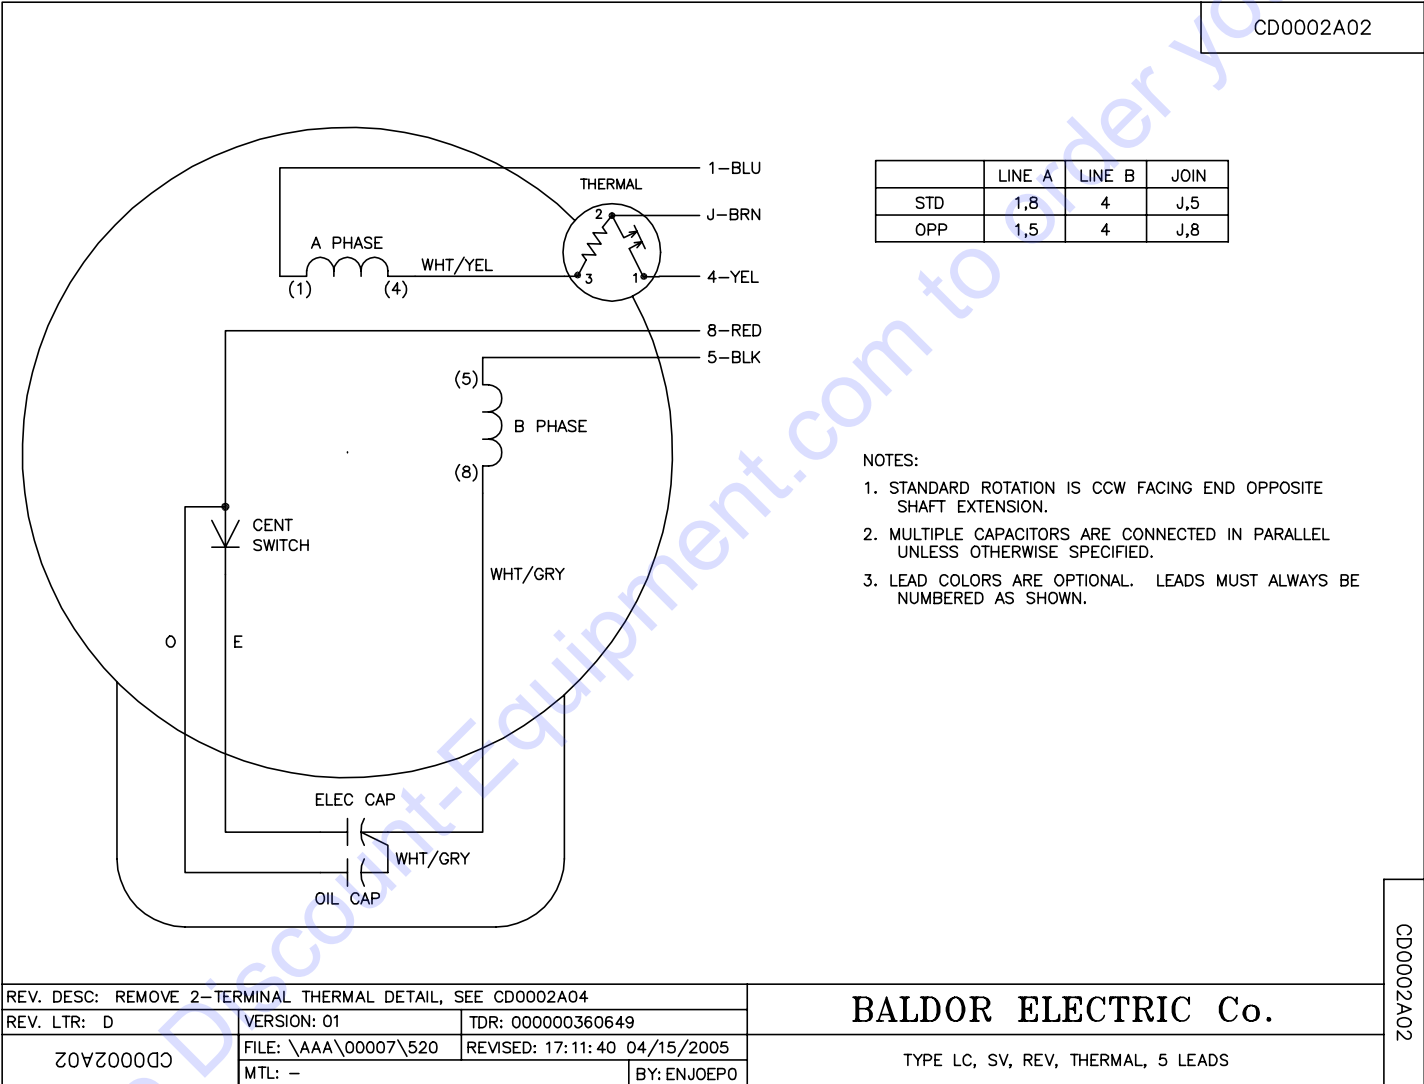 CD0002A02
1-BLU
THERMAL
2
J-BRN
A PHASE
WHT/YEL
3
1
4-YEL
(1)
(4)
8-RED
5-BLK
(5)
B PHASE
(8)
CENT
SWITCH
WHT/GRY
O
E
ELEC CAP
WHT/GRY
OIL CAP
LINE A LINE B JOIN
STD 1,8 4 J,5
OPP 1,5 4 J,8
NOTES:
1. STANDARD ROTATION IS CCW FACING END OPPOSITE
SHAFT EXTENSION.
2. MULTIPLE CAPACITORS ARE CONNECTED IN PARALLEL
UNLESS OTHERWISE SPECIFIED.
3. LEAD COLORS ARE OPTIONAL. LEADS MUST ALWAYS BE
NUMBERED AS SHOWN.
Discount-Equipment.com to order
CD0002A02
REV. DESC: REMOVE 2-TERMINAL THERMAL DETAIL, SEE CD0002A04
REV. LTR: D VERSION: 01 TDR: 000000360649
CD0002A02 FILE: \AAA\00007\520 REVISED: 17:11:40 04/15/2005
MTL: - BY: ENJOEPO
BALDOR ELECTRIC Co.
TYPE LC, SV, REV, THERMAL, 5 LEADS